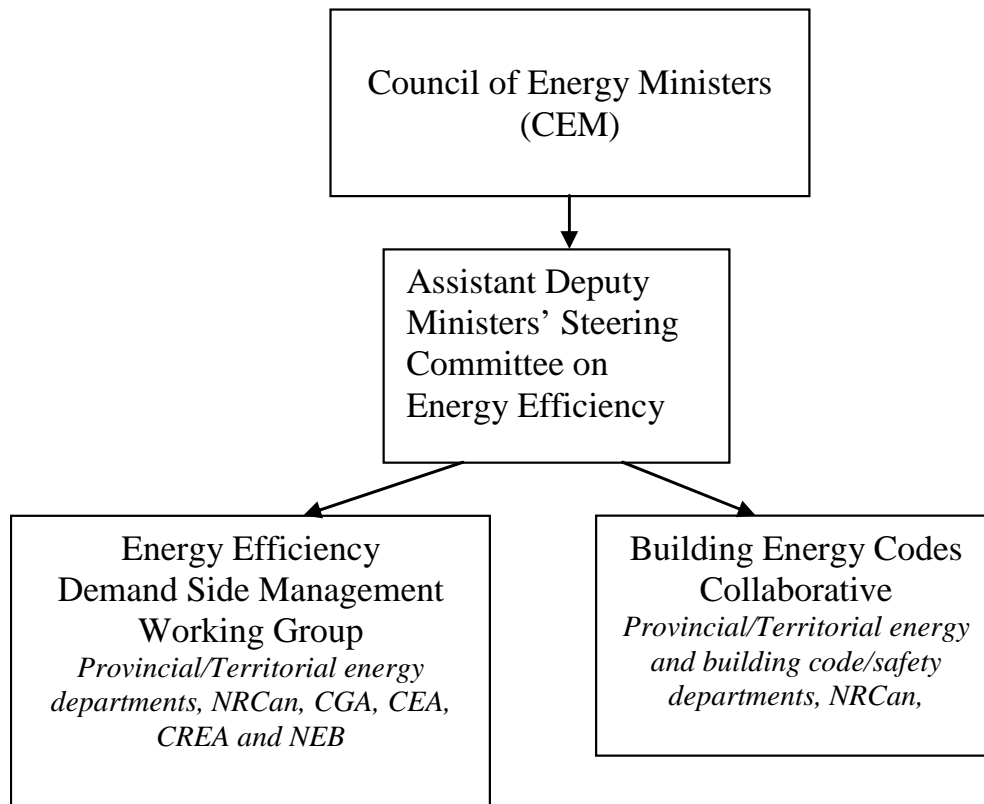 Council of Energy Ministers
(CEM)
Assistant Deputy
Ministers’ Steering
Committee on
Energy Efficiency
Energy Efficiency
Demand Side Management
Working Group
Provincial/Territorial energy
departments, NRCan, CGA, CEA,
CREA and NEB
Building Energy Codes
Collaborative
Provincial/Territorial energy
and building code/safety
departments, NRCan,